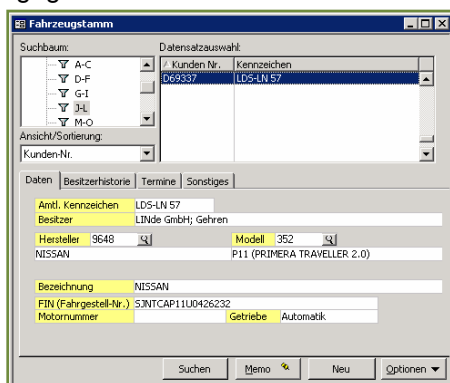 Fahrzeugstamm
Suchbaum:
Datensatzauswahl:
A-C
D-F
G-I
J-L
M-O
Kunden Nr. Kennzeichen
D69337 LDS-LN 57
Ansicht/Sortierung:
Kunden-Nr.
Daten Besitzerhistorie Termine Sonstiges
Amtl. Kennzeichen LDS-LN 57
Besitzer LINde GmbH; Gehren
Hersteller 9648 Modell 352
NISSAN P11 (PRIMERA TRAVELLER 2.0)
Bezeichnung NISSAN
FIN (Fahrgestell-Nr.) SJNTCAP11U0426232
Motornummer Getriebe Automatik
Suchen Memo Neu Optionen